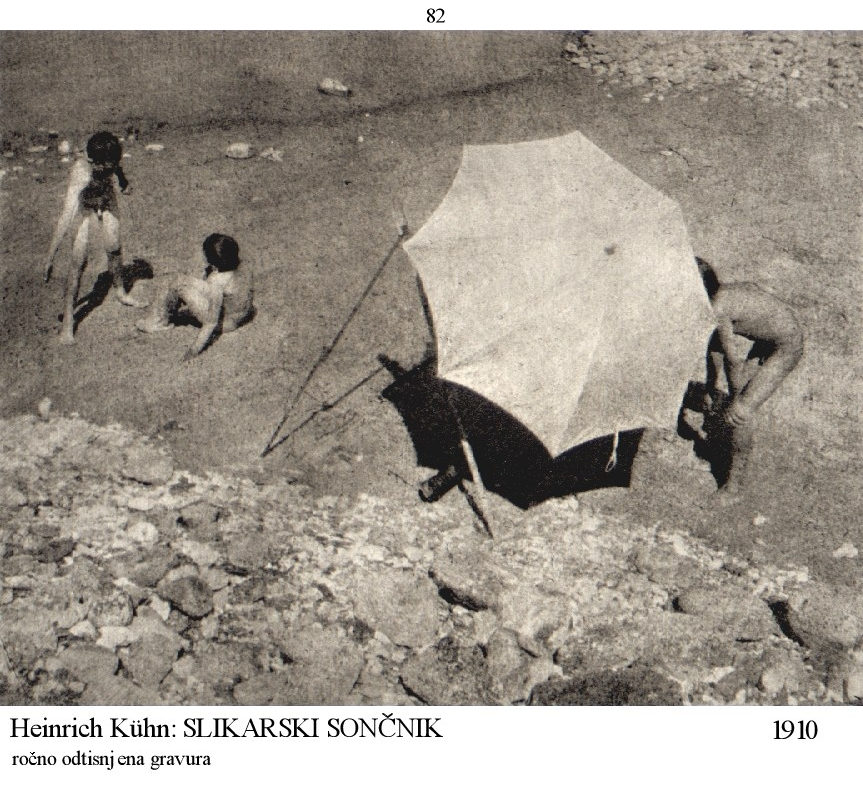 82
Heinrich Kühn: SLIKARSKI SONČNIK 1910
ročno odtisnjena gravura